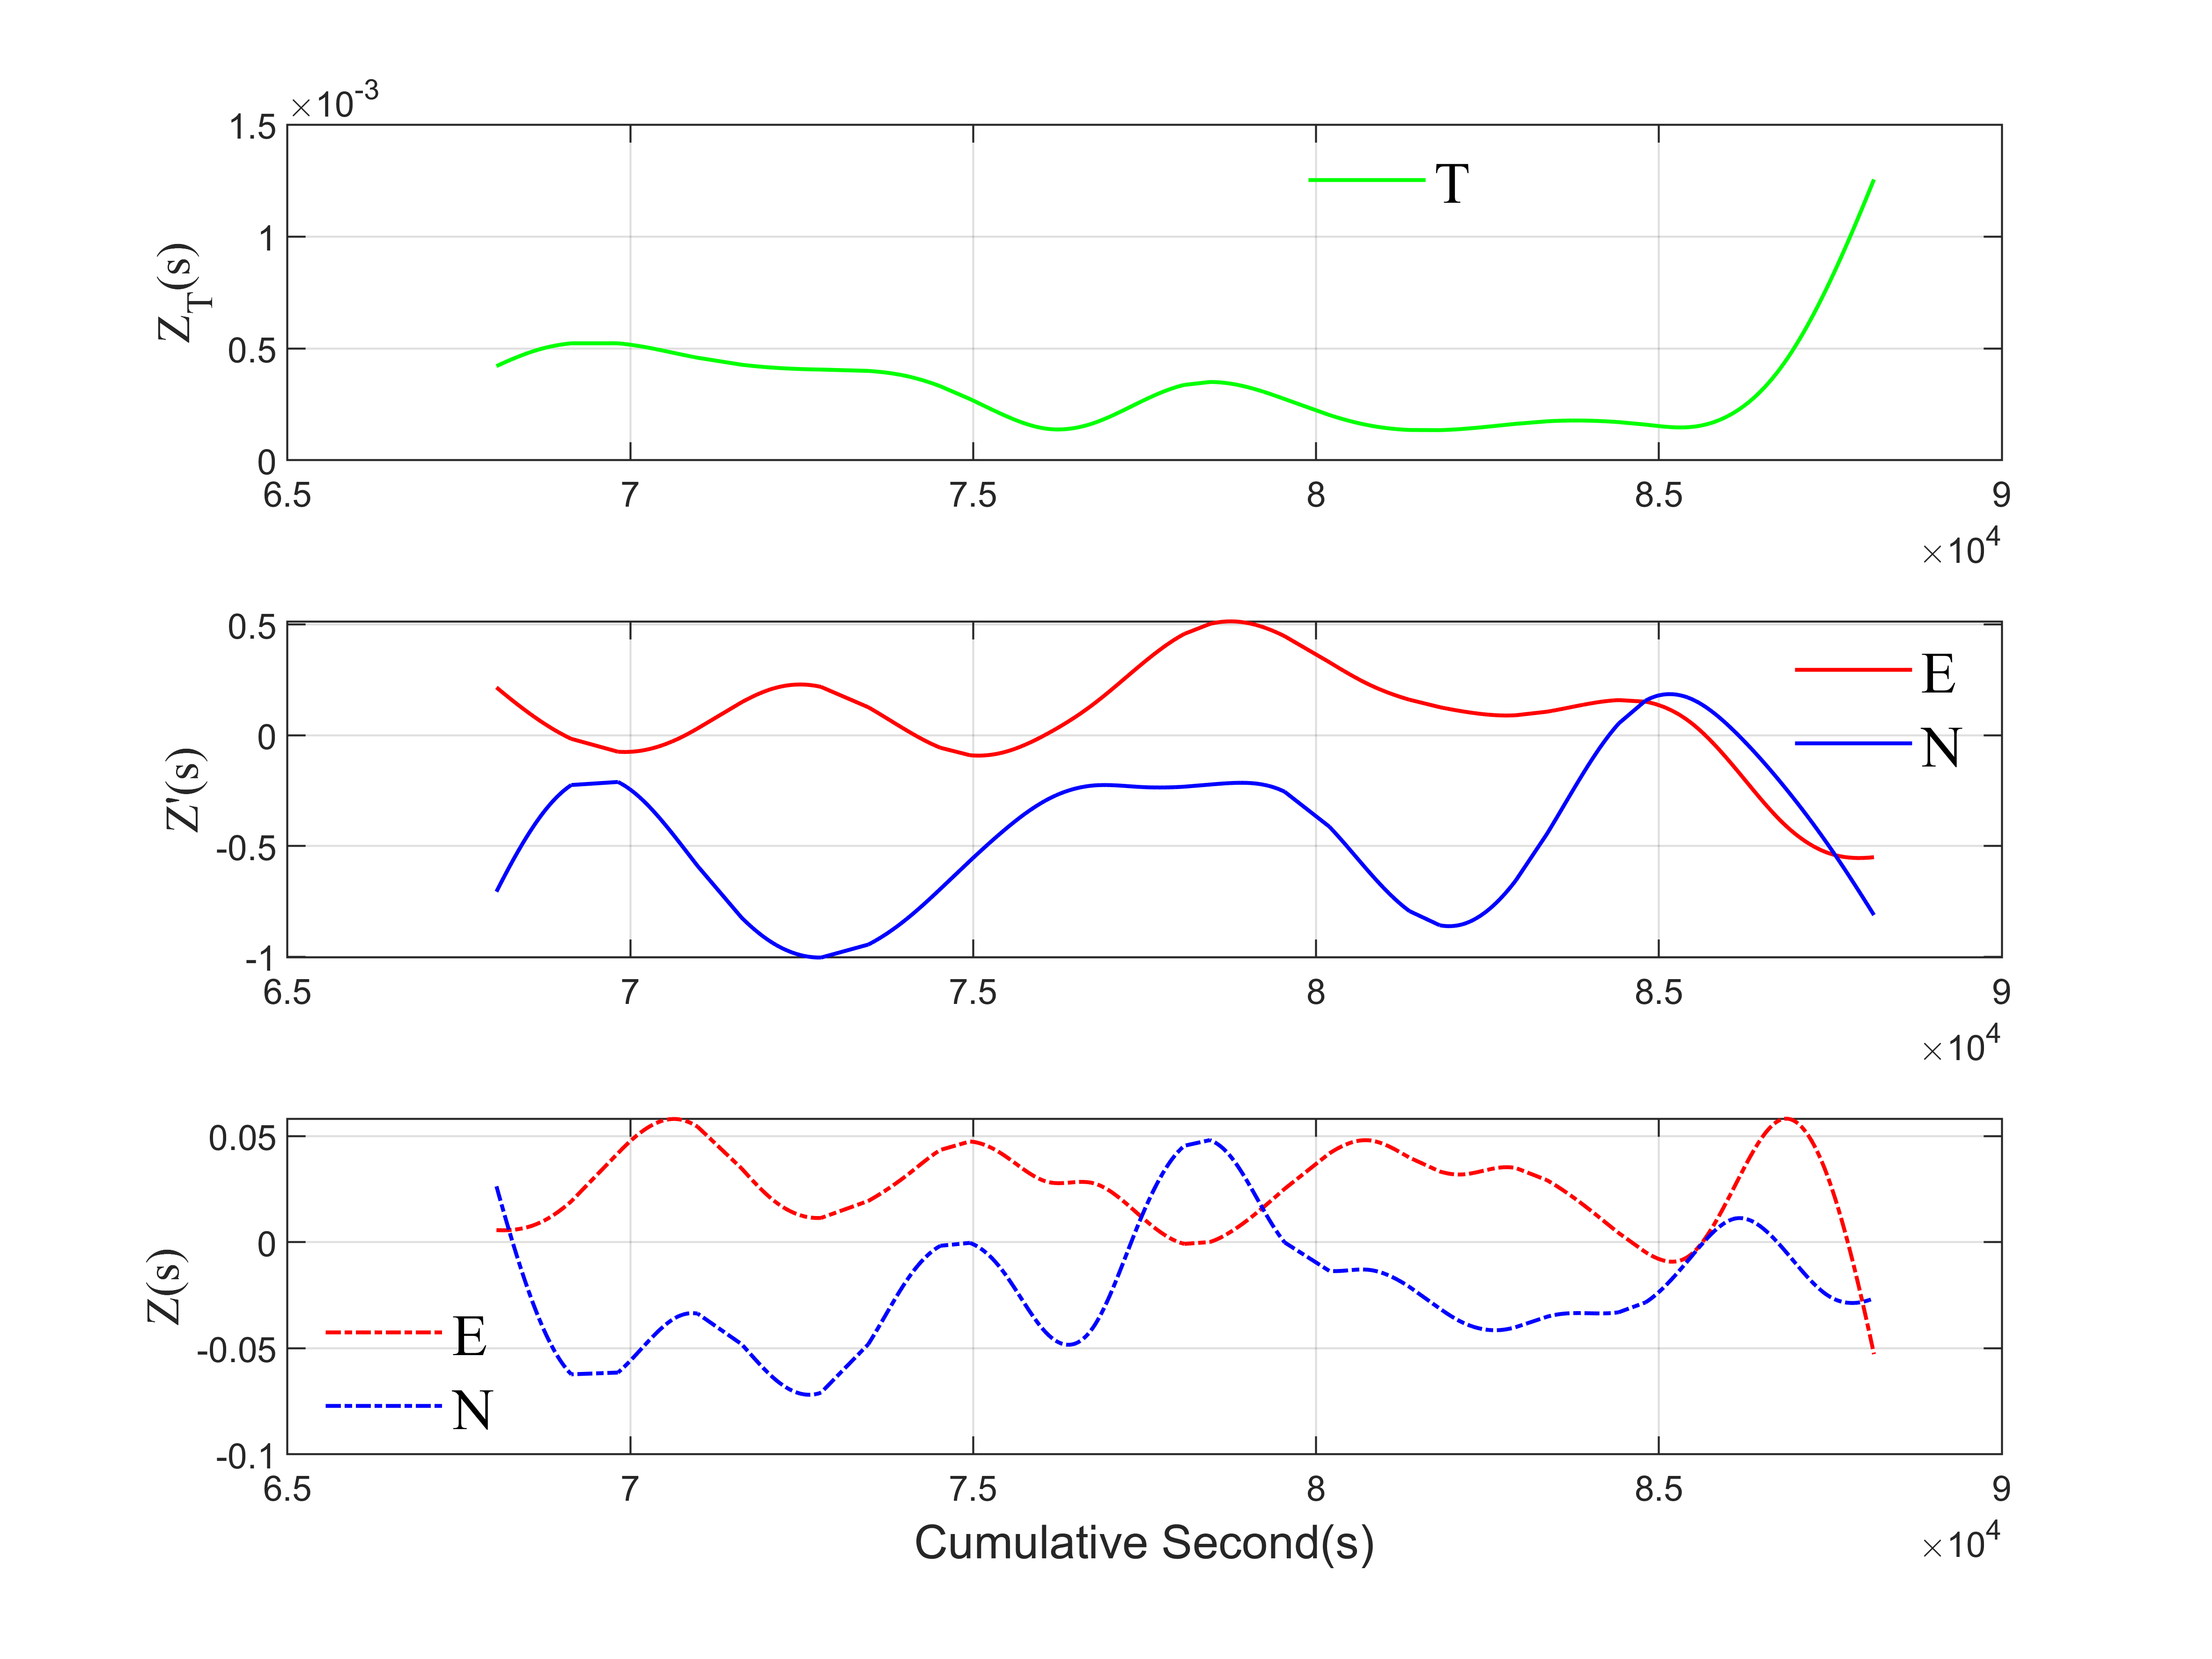 ×10-3
1.5
1
0.5
0
ZT(s)
T
6.5 7 7.5 8 8.5 9
×104
0.5
0
-0.5
-1
Z'(s)
E
N
6.5 7 7.5 8 8.5 9
×104
0.05
0
-0.05
-0.1
Z(s)
E
N
6.5 7 7.5 8 8.5 9
Cumulative Second(s)
×104